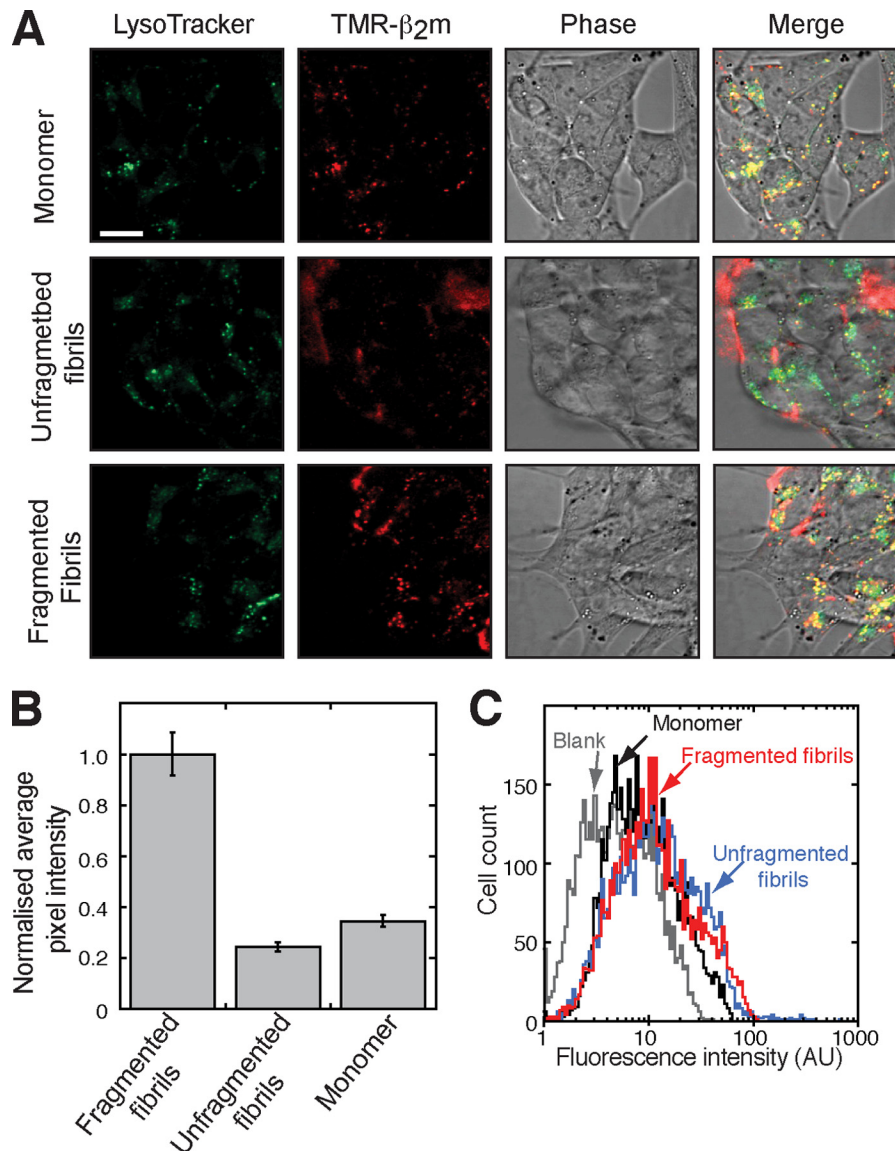 A
LysoTracker
TMR-β₂m
Phase
Merge
Monomer
Unfragmetbed
fibrils
Fragmented
Fibrils
B
Normalised average
pixel intensity
1.0
0.8
0.6
0.4
0.2
0
Fragmented
fibrils
Unfragmented
fibrils
Monomer
C
Cell count
150
100
50
0
Blank
Monomer
Fragmented fibrils
Unfragmented
fibrils
1
10
100
1000
Fluorescence intensity (AU)